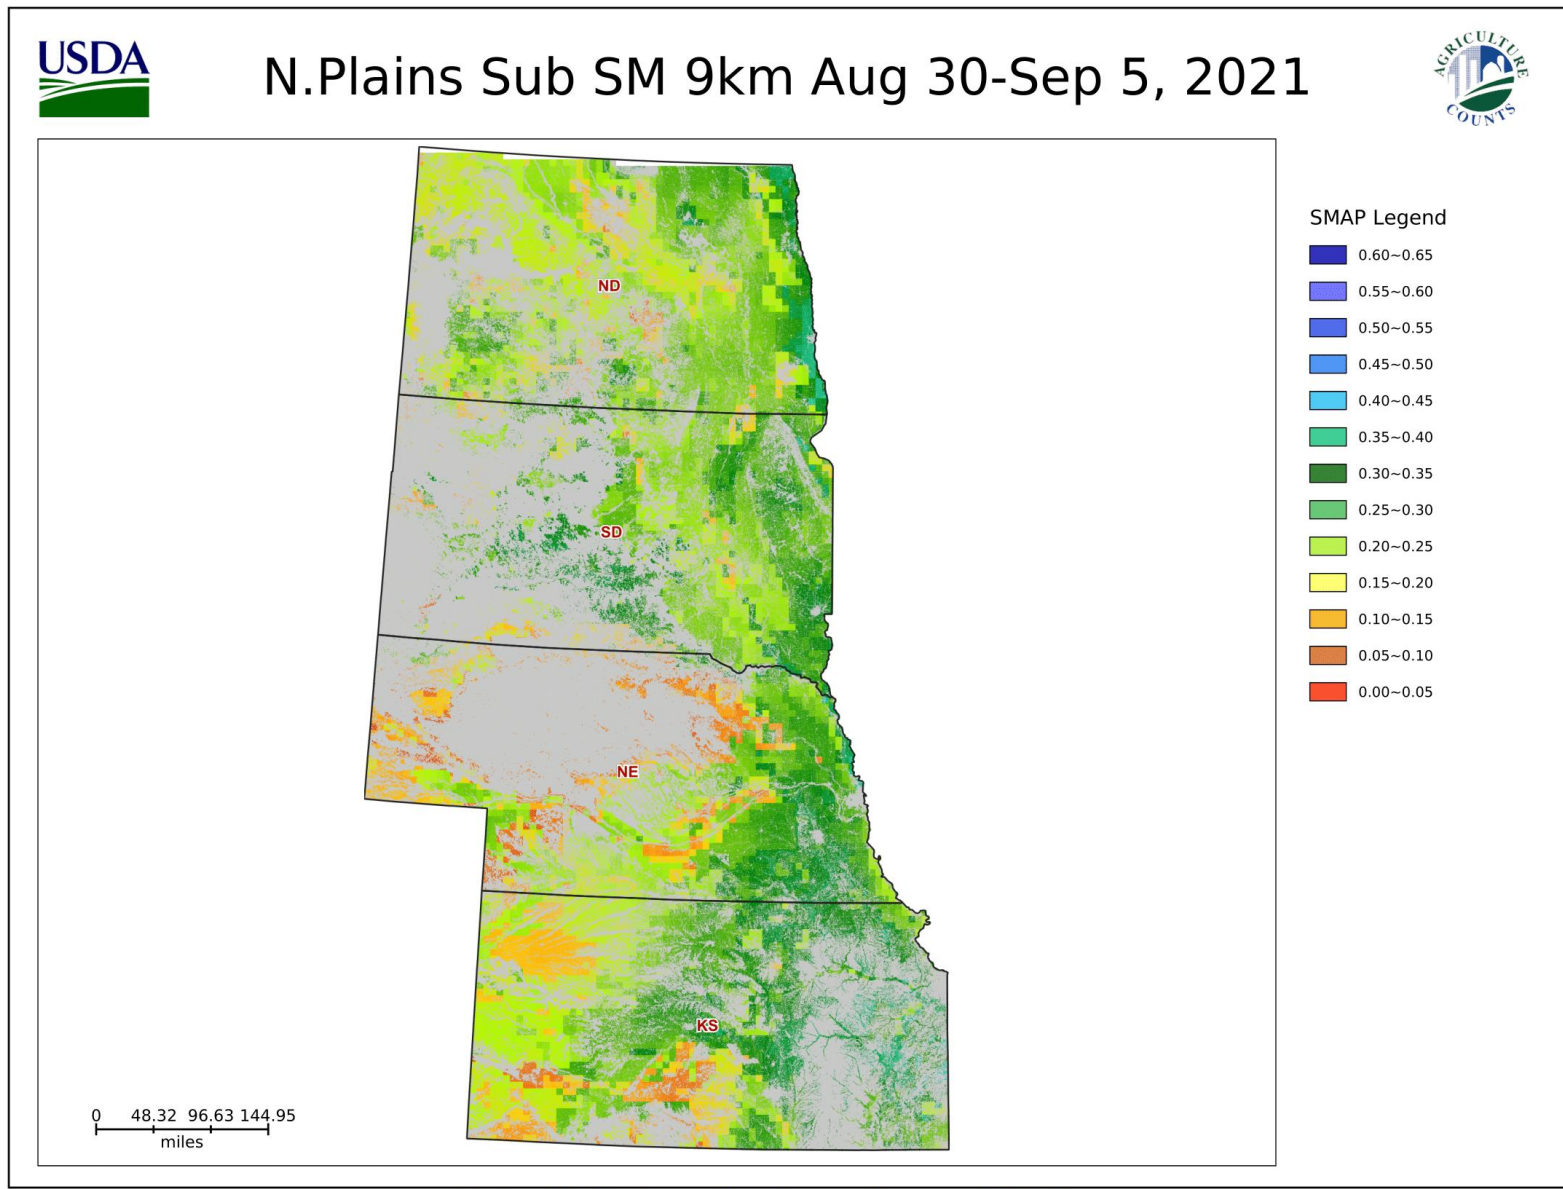 USDA
N.Plains Sub SM 9km Aug 30-Sep 5, 2021
AGRICULTURE
COUNTS
SMAP Legend
0.60~0.65
0.55~0.60
0.50~0.55
0.45~0.50
0.40~0.45
0.35~0.40
0.30~0.35
0.25~0.30
0.20~0.25
0.15~0.20
0.10~0.15
0.05~0.10
0.00~0.05
ND
SD
NE
KS
0 48.32 96.63 144.95
miles